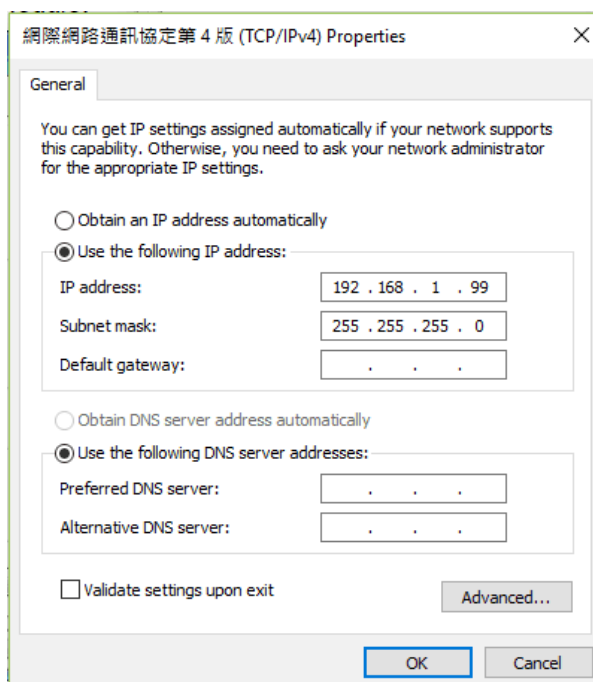 網際網路通訊協定第 4 版 (TCP/IPv4) Properties
General
You can get IP settings assigned automatically if your network supports
this capability. Otherwise, you need to ask your network administrator
for the appropriate IP settings.
Obtain an IP address automatically
Use the following IP address:
IP address: 192 . 168 . 1 . 99
Subnet mask: 255 . 255 . 255 . 0
Default gateway: . . .
Obtain DNS server address automatically
Use the following DNS server addresses:
Preferred DNS server: . . .
Alternative DNS server: . . .
Validate settings upon exit
Advanced...
OK Cancel